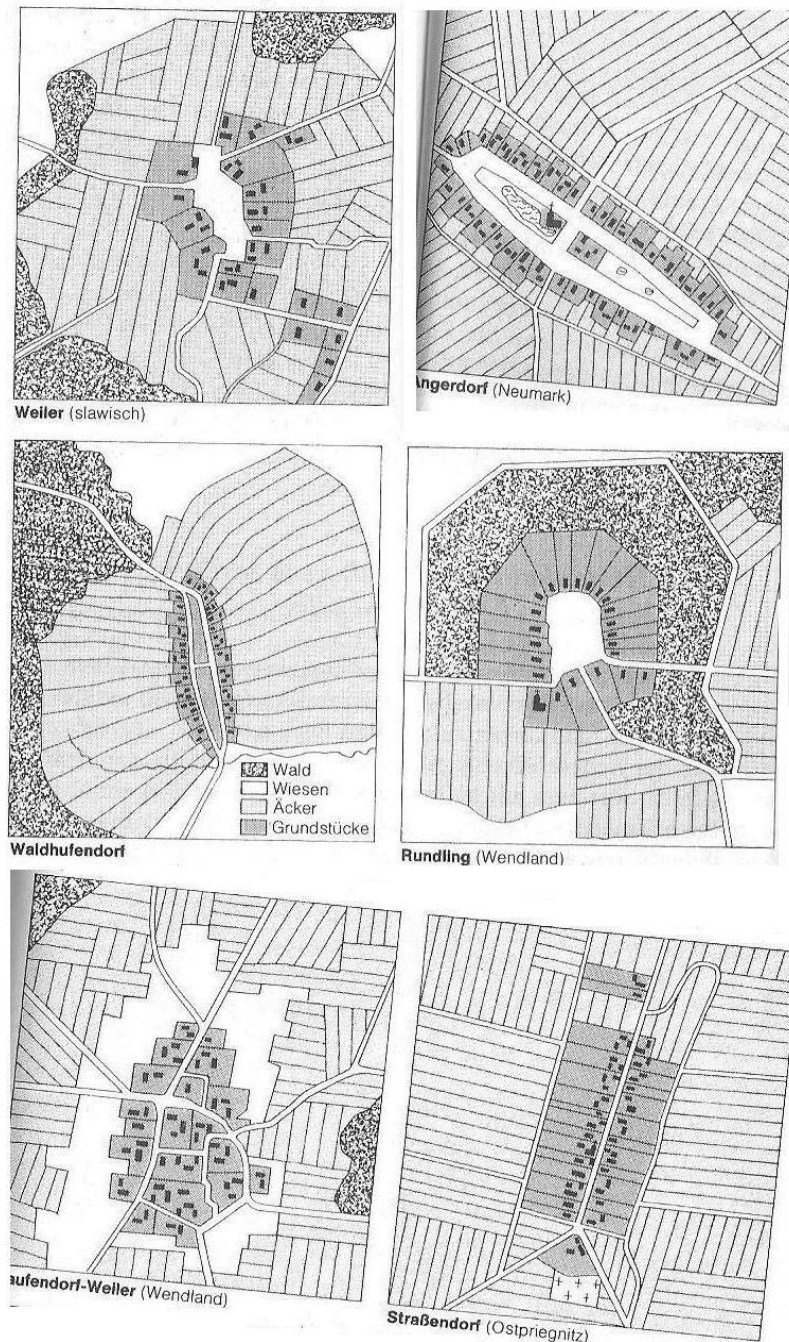 Weiler (slawisch)
Angerdorf (Neumark)
Wald
Wiesen
Äcker
Grundstücke
Waldhufendorf
Rundling (Wendland)
aufendorf-Weiler (Wendland)
Straßendorf (Ostpriegnitz)